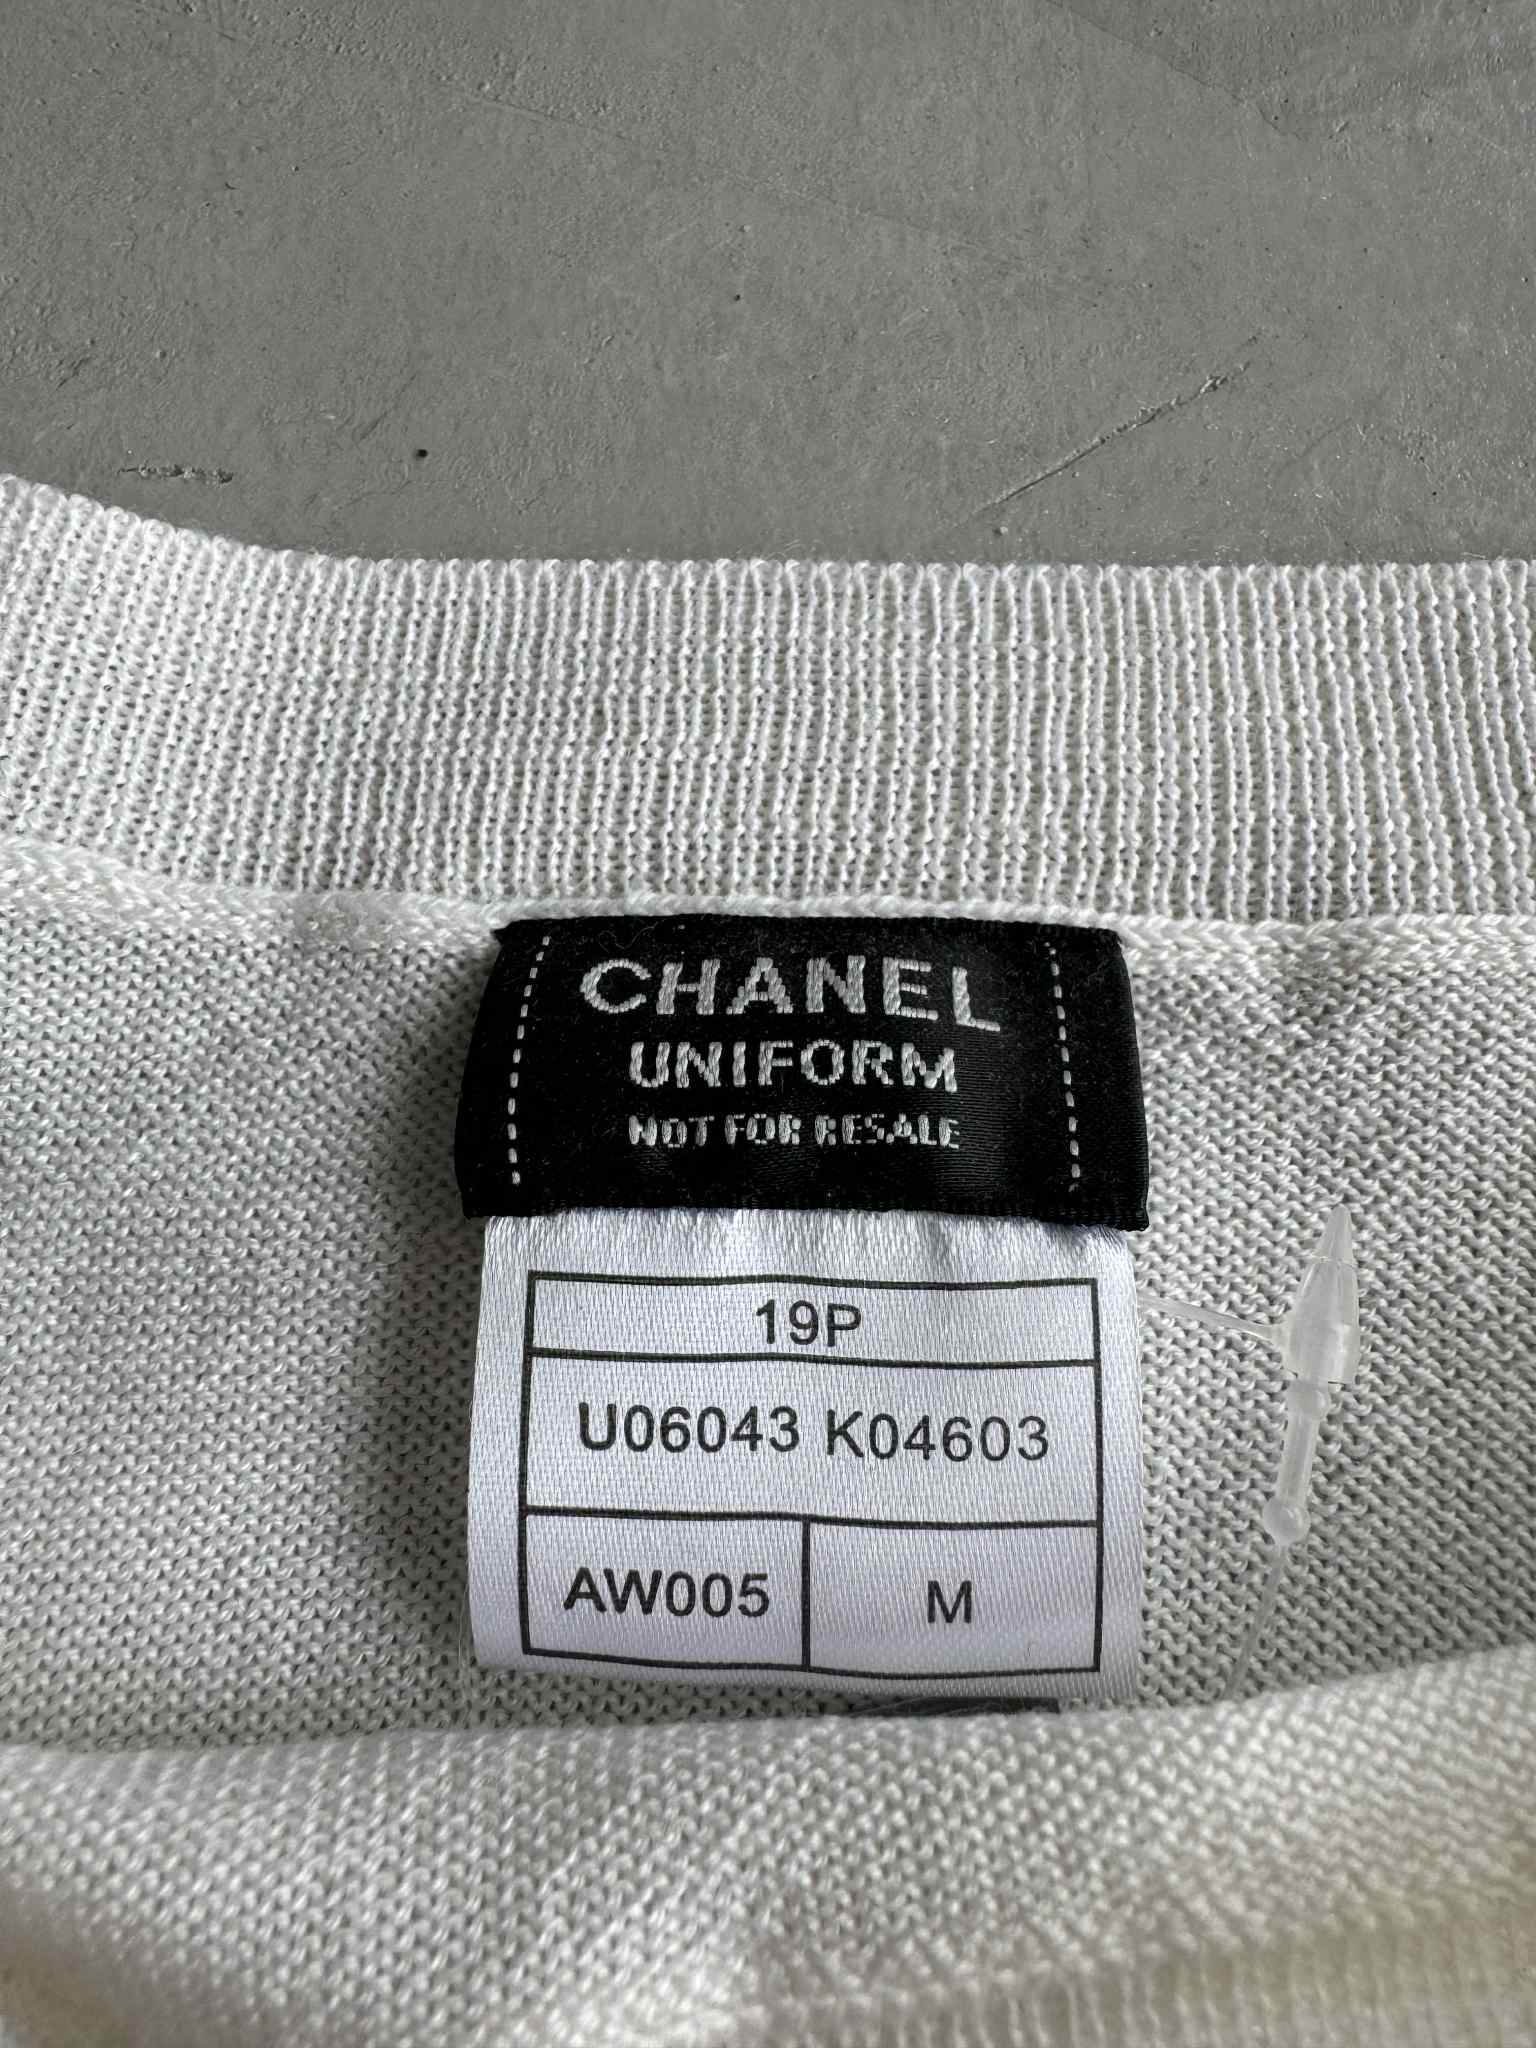 CHANEL
UNIFORM
NOT FOR RESALE
19P
U06043 K04603
AW005 M